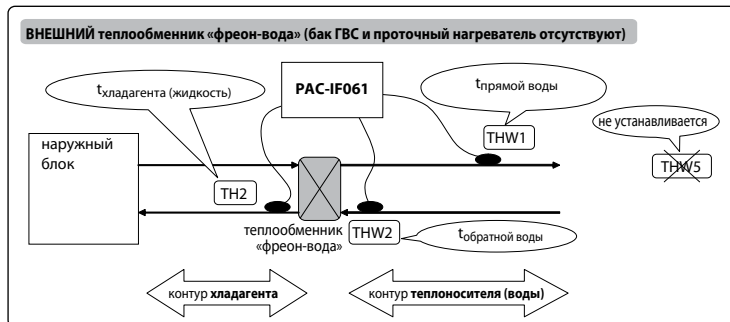 ВНЕШНИЙ теплообменник «фреон-вода» (бак ГВС и проточный нагреватель отсутствуют)
tхладагента (жидкость)
PAC-IF061
tпрямой воды
THW1
не устанавливается
THW5
наружный
блок
TH2
теплообменник
«фреон-вода»
THW2
tобратной воды
контур хладагента
контур теплоносителя (воды)